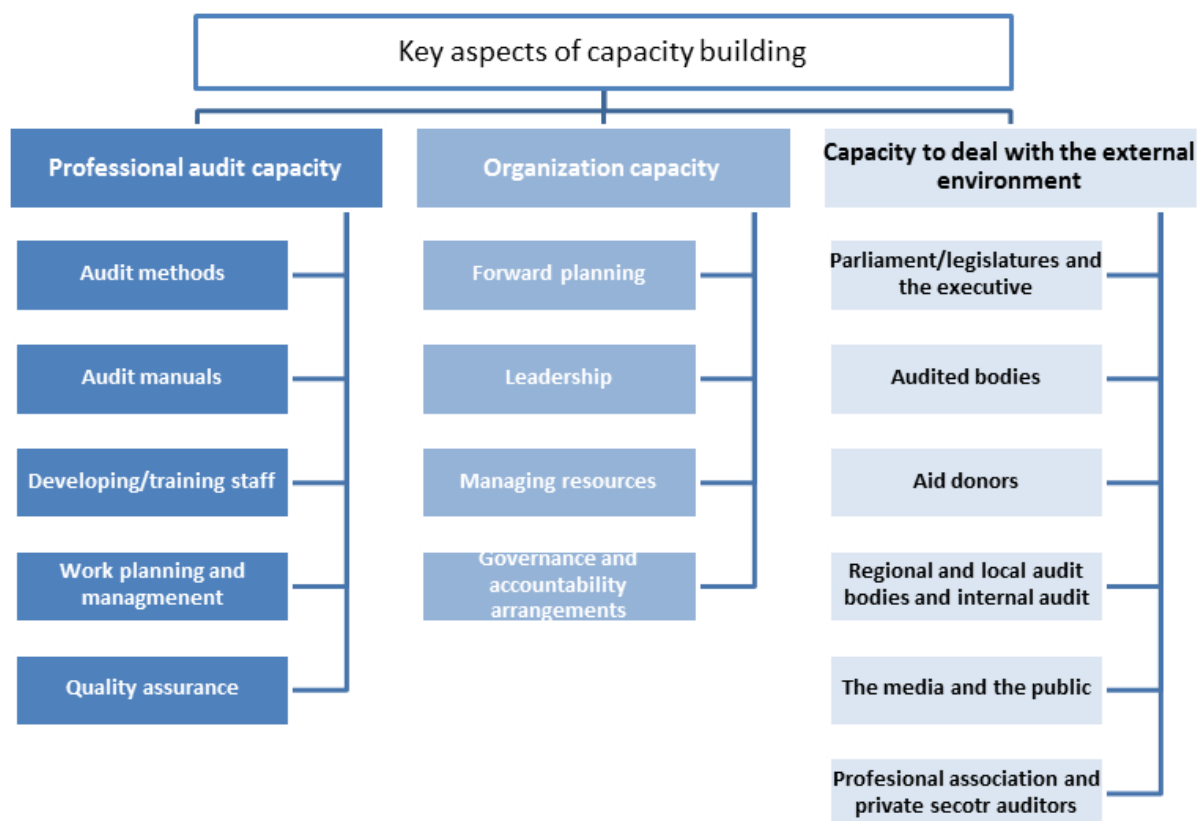 Key aspects of capacity building
Professional audit capacity
Audit methods
Audit manuals
Developing/training staff
Work planning and
managmenent
Quality assurance
Organization capacity
Forward planning
Leadership
Managing resources
Governance and
accountability
arrangements
Capacity to deal with the external
environment
Parliament/legislatures and
the executive
Audited bodies
Aid donors
Regional and local audit
bodies and internal audit
The media and the public
Profesional association and
private secotr auditors